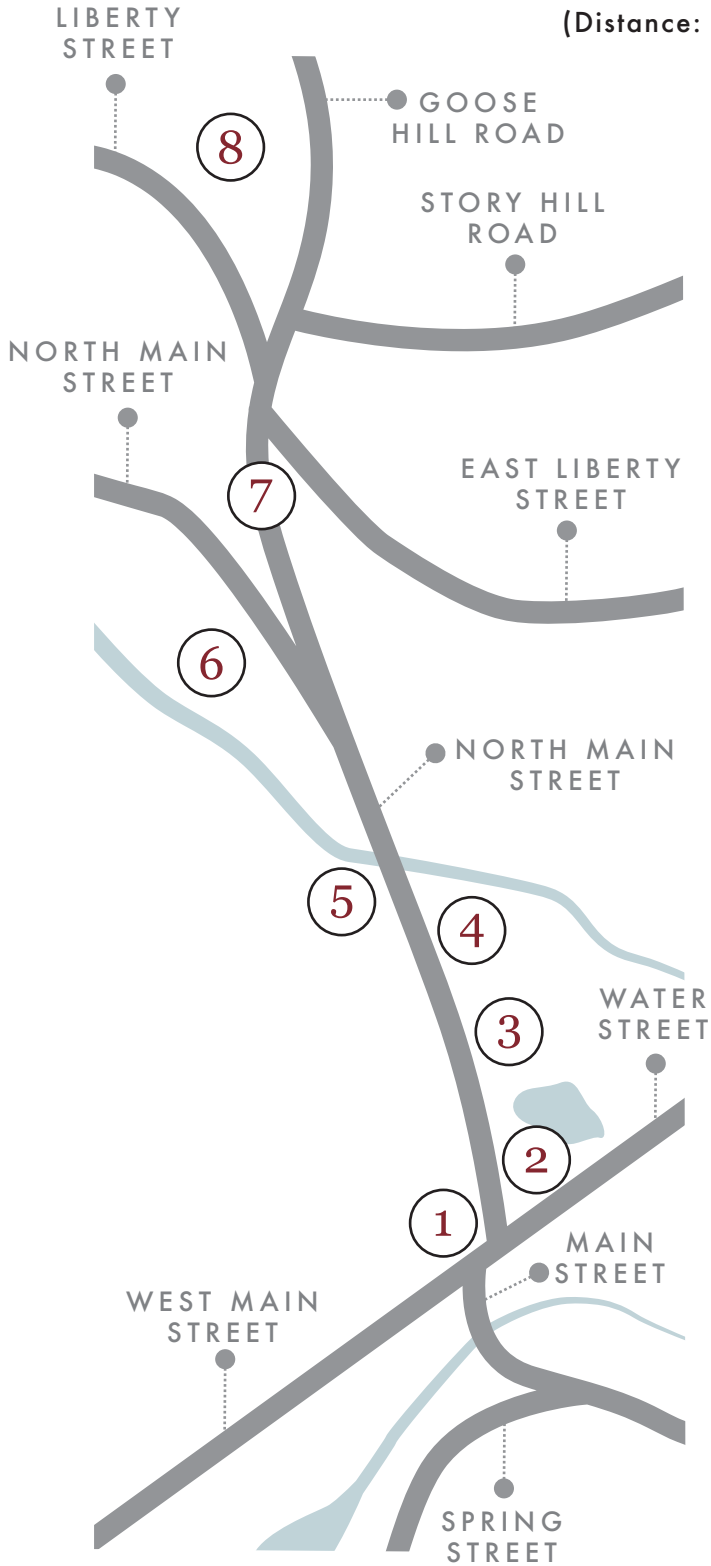 LIBERTY
STREET
(Distance:
GOOSE
HILL ROAD
8
STORY HILL
ROAD
NORTH MAIN
STREET
EAST LIBERTY
STREET
7
6
NORTH MAIN
STREET
5
4
WATER
STREET
3
2
1
MAIN
STREET
WEST MAIN
STREET
SPRING
STREET